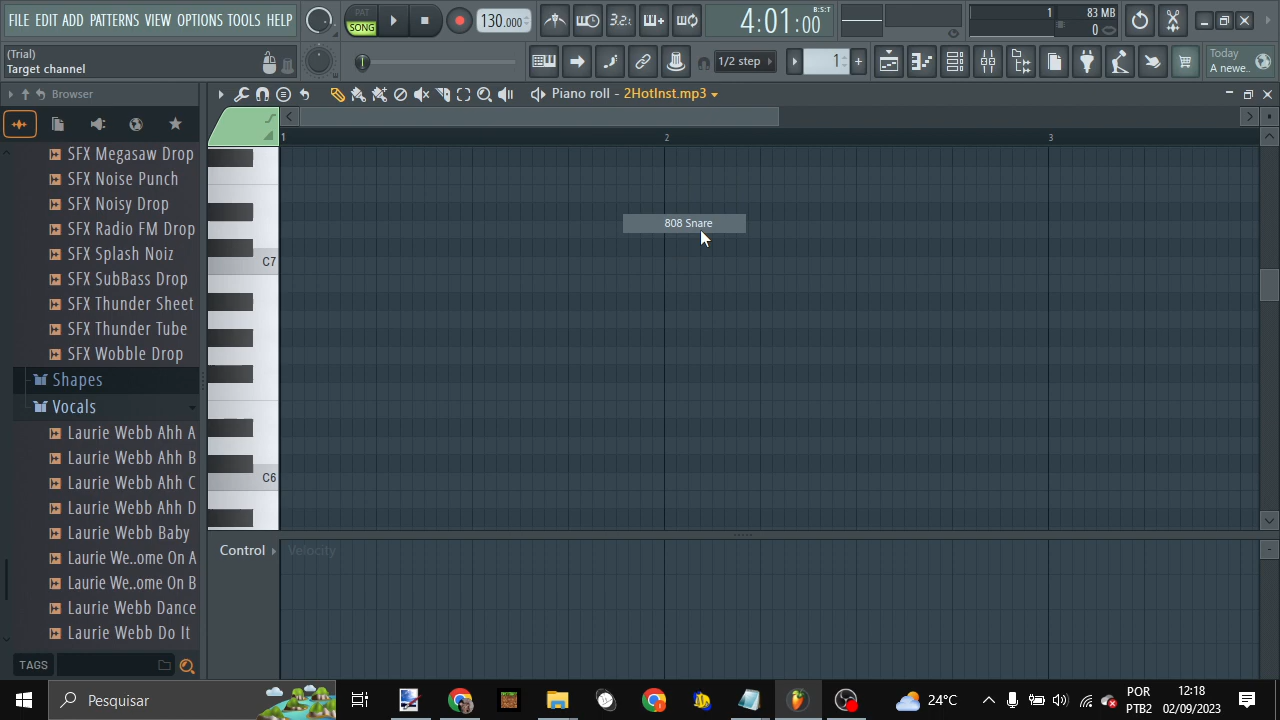 FILE EDIT ADD PATTERNS VIEW OPTIONS TOOLS HELP
PAT
SONG
130.000
3.2.
4:01:00
B:S:T
1
83 MB
0
(Trial)
Target channel
1/2 step
1
Today
A newe..
Browser
Piano roll - 2HotInst.mp3
1
2
3
SFX Megasaw Drop
SFX Noise Punch
SFX Noisy Drop
SFX Radio FM Drop
SFX Splash Noiz
SFX SubBass Drop
SFX Thunder Sheet
SFX Thunder Tube
SFX Wobble Drop
Shapes
Vocals
Laurie Webb Ahh A
Laurie Webb Ahh B
Laurie Webb Ahh C
Laurie Webb Ahh D
Laurie Webb Baby
Laurie We..ome On A
Laurie We..ome On B
Laurie Webb Dance
Laurie Webb Do It
TAGS
808 Snare
C7
C6
Control
Velocity
Pesquisar
24°C
POR
PTB2
12:18
02/09/2023